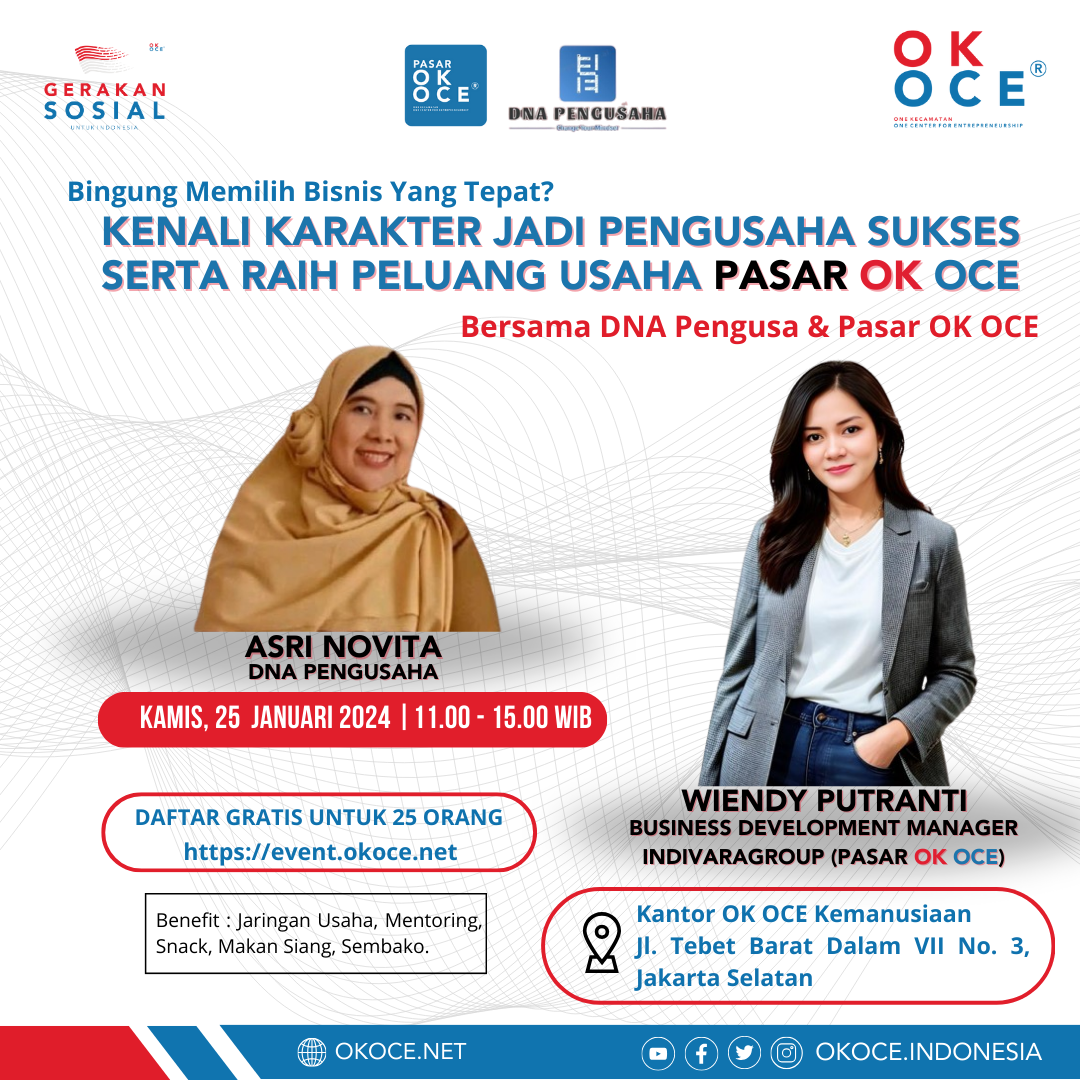 GERAKAN
SOSIAL
UNTUK INDONESIA
OK
OCE
PASAR
OK
OCE®
DNA PENGUSAHA
Change Your Mindset
OK
OCE®
ONE KECAMATAN
ONE CENTER FOR ENTREPRENEURSHIP
Bingung Memilih Bisnis Yang Tepat?
KENALI KARAKTER JADI PENGUSAHA SUKSES
SERTA RAIH PELUANG USAHA PASAR OK OCE
Bersama DNA Pengusa & Pasar OK OCE
ASRI NOVITA
DNA PENGUSAHA
KAMIS, 25 JANUARI 2024 | 11.00 - 15.00 WIB
DAFTAR GRATIS UNTUK 25 ORANG
https://event.okoce.net
Benefit : Jaringan Usaha, Mentoring,
Snack, Makan Siang, Sembako.
WIENDY PUTRANTI
BUSINESS DEVELOPMENT MANAGER
INDIVARAGROUP (PASAR OK OCE)
Kantor OK OCE Kemanusiaan
Jl. Tebet Barat Dalam VII No. 3,
Jakarta Selatan
OKOCE.NET
OKOCE.INDONESIA